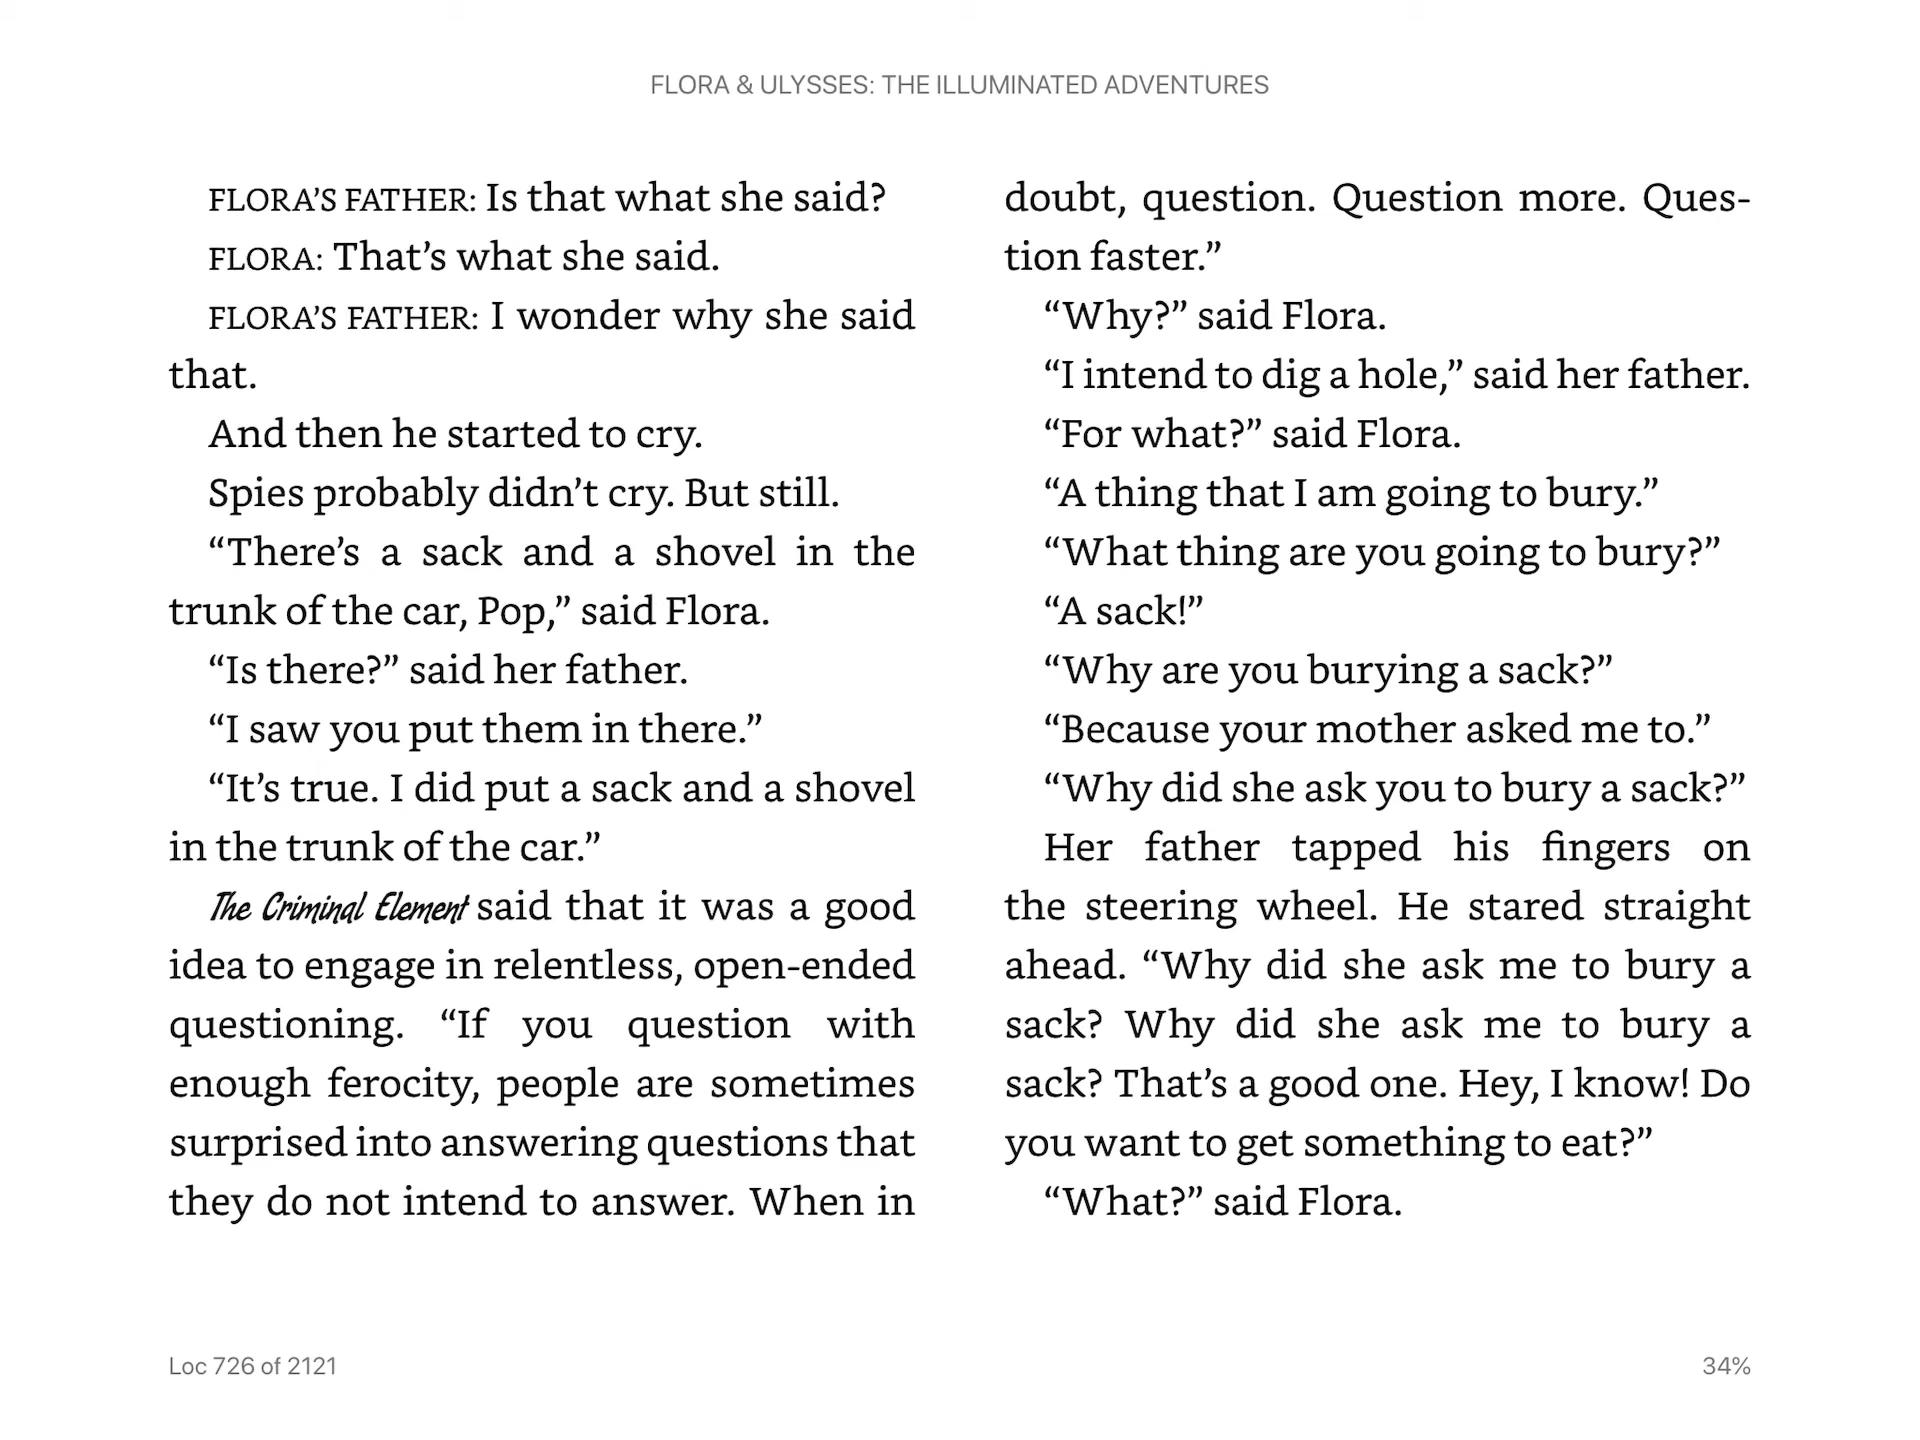 FLORA & ULYSSES: THE ILLUMINATED ADVENTURES
FLORA’S FATHER: Is that what she said?
FLORA: That’s what she said.
FLORA’S FATHER: I wonder why she said
that.
And then he started to cry.
Spies probably didn’t cry. But still.
“There’s a sack and a shovel in the
trunk of the car, Pop,” said Flora.
“Is there?” said her father.
“I saw you put them in there.”
“It’s true. I did put a sack and a shovel
in the trunk of the car.”
The Criminal Element said that it was a good
idea to engage in relentless, open-ended
questioning. “If you question with
enough ferocity, people are sometimes
surprised into answering questions that
they do not intend to answer. When in
doubt, question. Question more. Ques-
tion faster.”
“Why?” said Flora.
“I intend to dig a hole,” said her father.
“For what?” said Flora.
“A thing that I am going to bury.”
“What thing are you going to bury?”
“A sack!”
“Why are you burying a sack?”
“Because your mother asked me to.”
“Why did she ask you to bury a sack?”
Her father tapped his fingers on
the steering wheel. He stared straight
ahead. “Why did she ask me to bury a
sack? Why did she ask me to bury a
sack? That’s a good one. Hey, I know! Do
you want to get something to eat?”
“What?” said Flora.
Loc 726 of 2121
34%